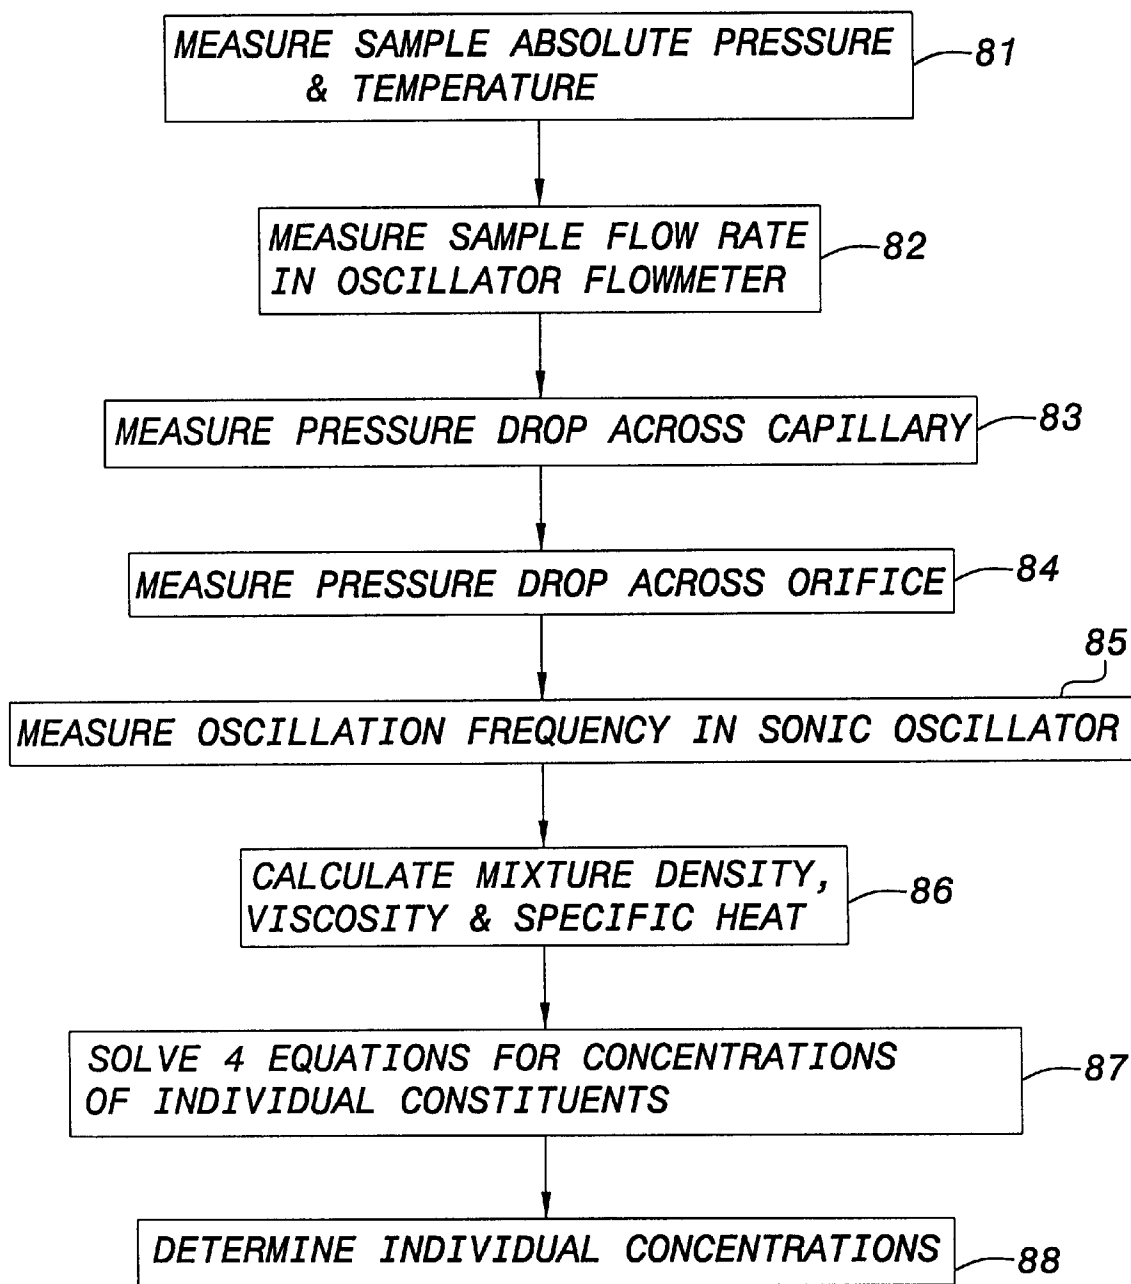 MEASURE SAMPLE ABSOLUTE PRESSURE
& TEMPERATURE
81
MEASURE SAMPLE FLOW RATE
IN OSCILLATOR FLOWMETER
82
MEASURE PRESSURE DROP ACROSS CAPILLARY
83
MEASURE PRESSURE DROP ACROSS ORIFICE
84
85
MEASURE OSCILLATION FREQUENCY IN SONIC OSCILLATOR
CALCULATE MIXTURE DENSITY,
VISCOSITY & SPECIFIC HEAT
86
SOLVE 4 EQUATIONS FOR CONCENTRATIONS
OF INDIVIDUAL CONSTITUENTS
87
DETERMINE INDIVIDUAL CONCENTRATIONS
88